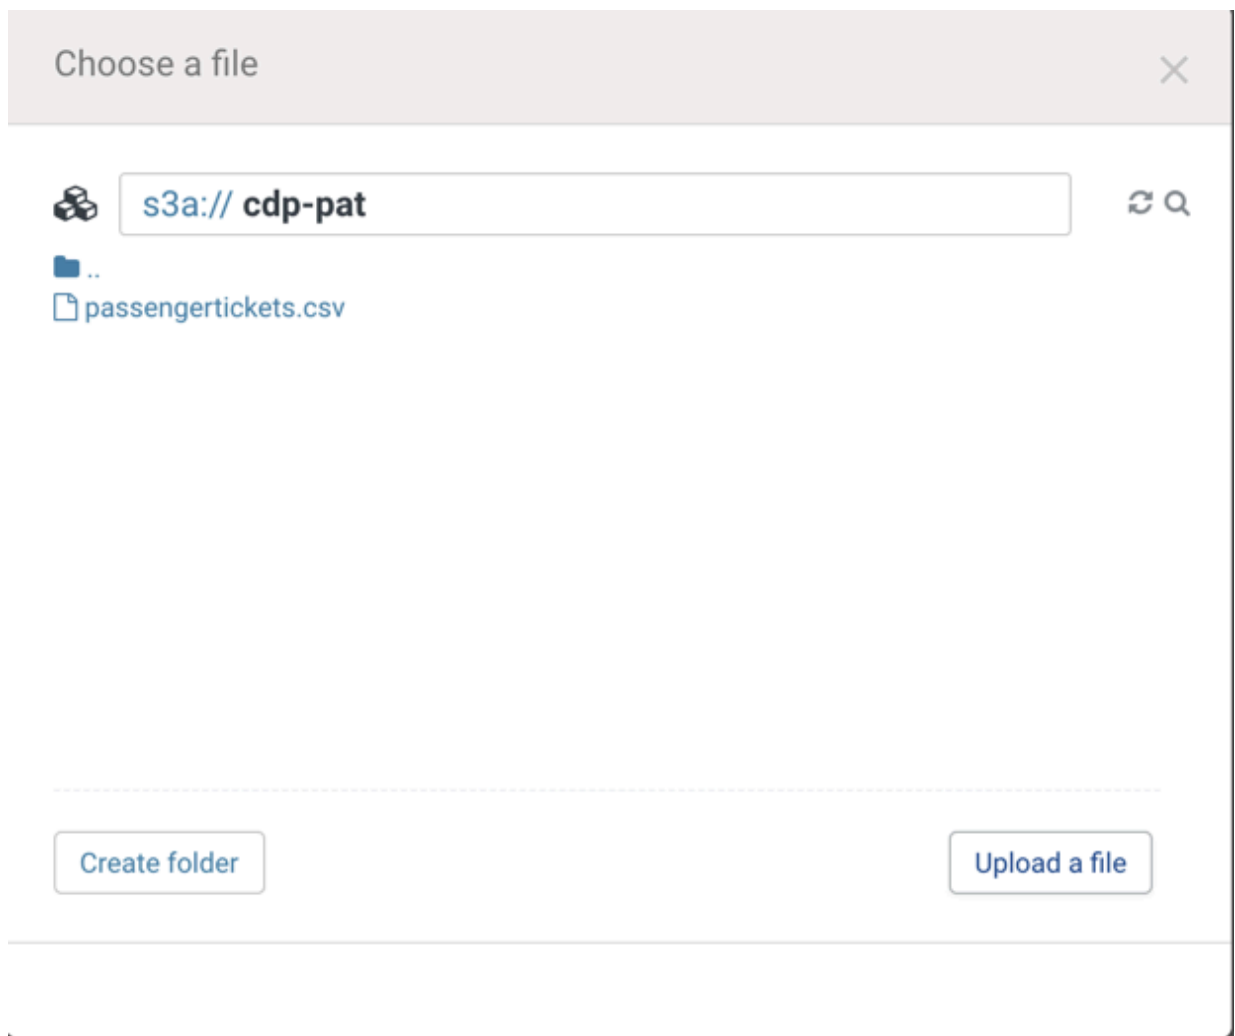 Choose a file
s3a:// cdp-pat
..
passengertickets.csv
Create folder
Upload a file